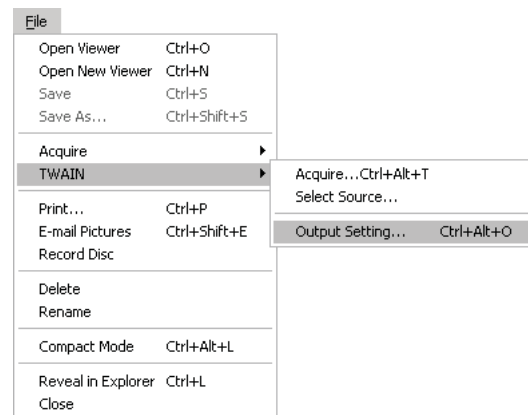 File
Open Viewer Ctrl+O
Open New Viewer Ctrl+N
Save Ctrl+S
Save As... Ctrl+Shift+S
Acquire
TWAIN
Acquire...Ctrl+Alt+T
Select Source...
Output Setting... Ctrl+Alt+O
Print... Ctrl+P
E-mail Pictures Ctrl+Shift+E
Record Disc
Delete
Rename
Compact Mode Ctrl+Alt+L
Reveal in Explorer Ctrl+L
Close